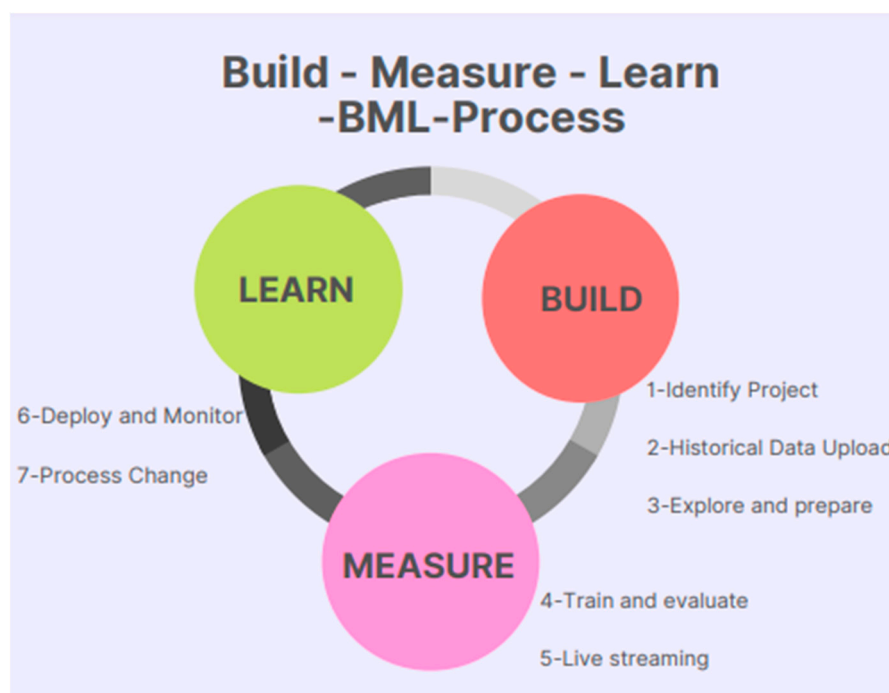 Build - Measure - Learn
-BML-Process
LEARN
BUILD
1-Identify Project
6-Deploy and Monitor
2-Historical Data Upload
7-Process Change
3-Explore and prepare
MEASURE
4-Train and evaluate
5-Live streaming